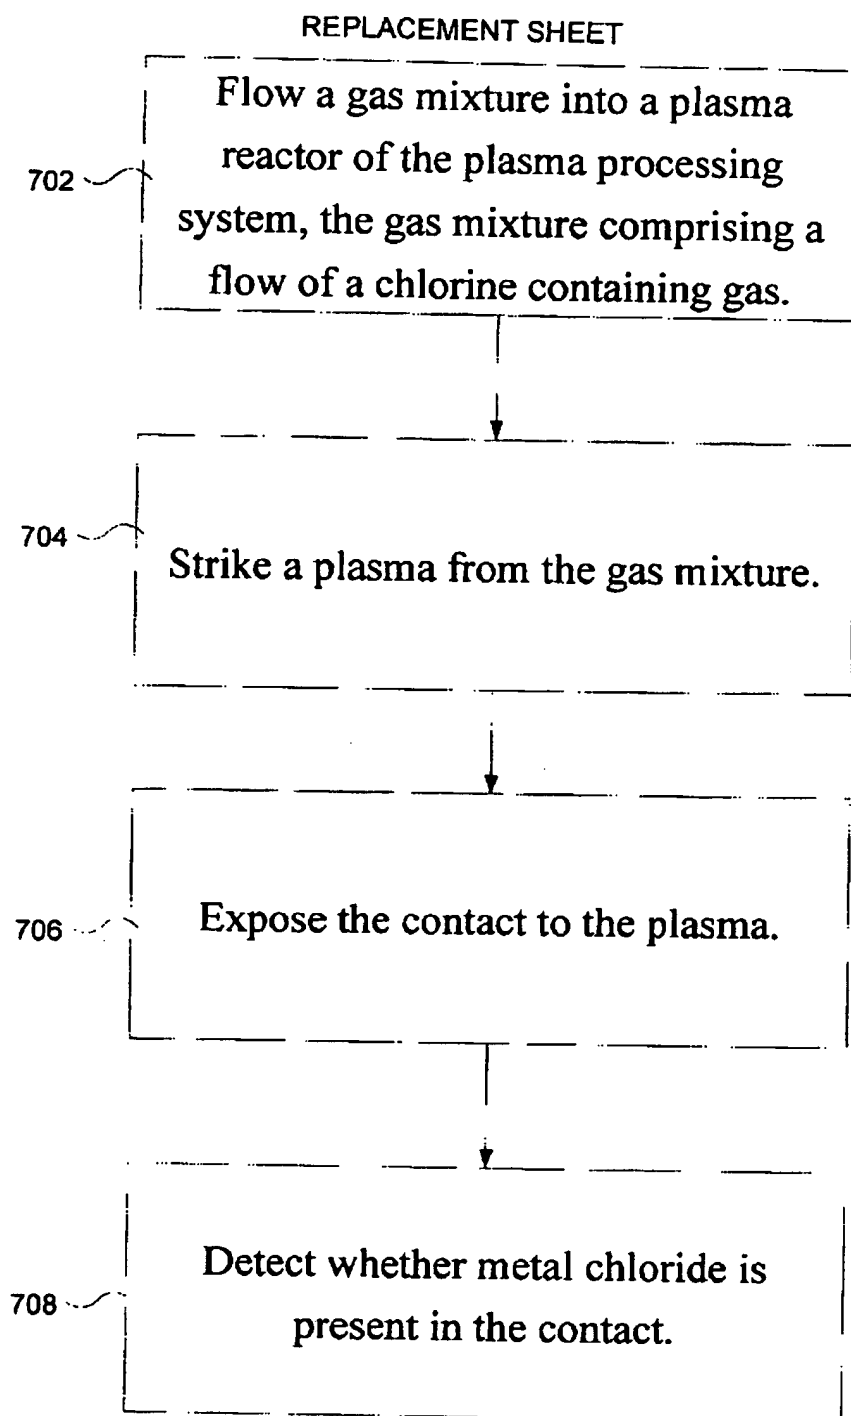 REPLACEMENT SHEET
Flow a gas mixture into a plasma
reactor of the plasma processing
702
system, the gas mixture comprising a
flow of a chlorine containing gas.
704
Strike a plasma from the gas mixture.
706
Expose the contact to the plasma.
Detect whether metal chloride is
708
present in the contact.